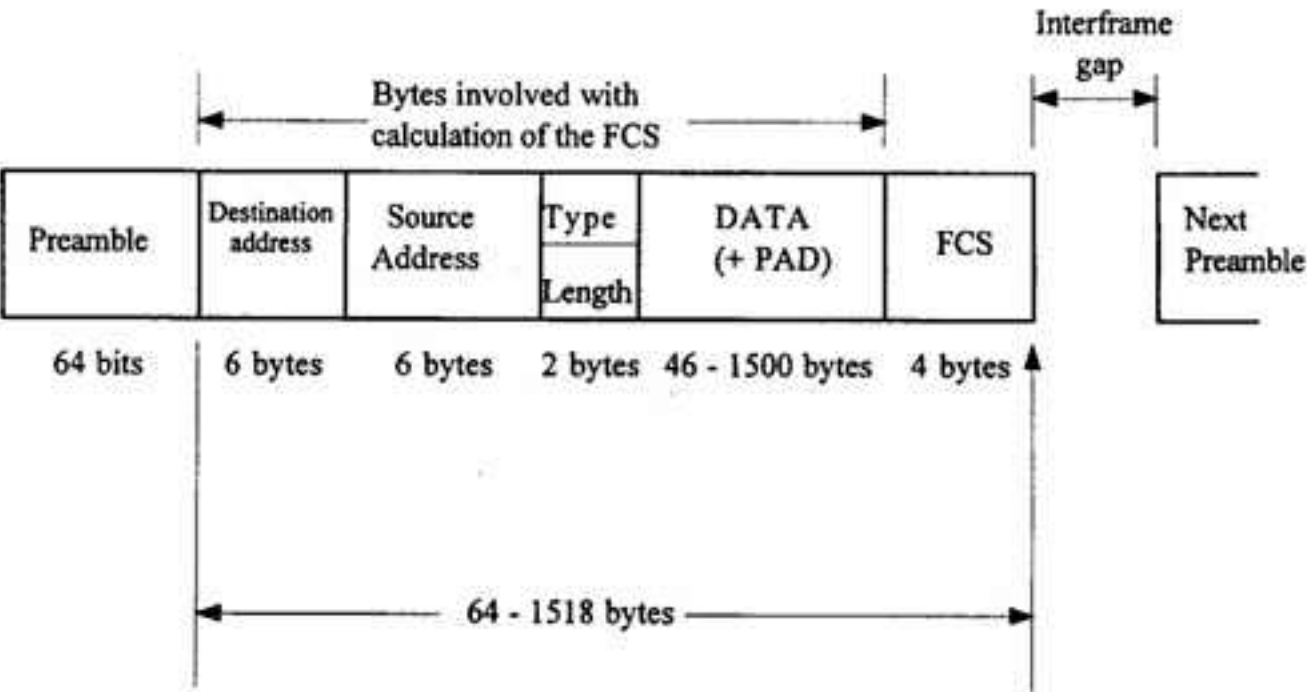 Interframe
gap
Bytes involved with
calculation of the FCS
Preamble
Destination
address
Source
Address
Type
Length
DATA
(+ PAD)
FCS
Next
Preamble
64 bits
6 bytes
6 bytes
2 bytes
46 - 1500 bytes
4 bytes
64 - 1518 bytes